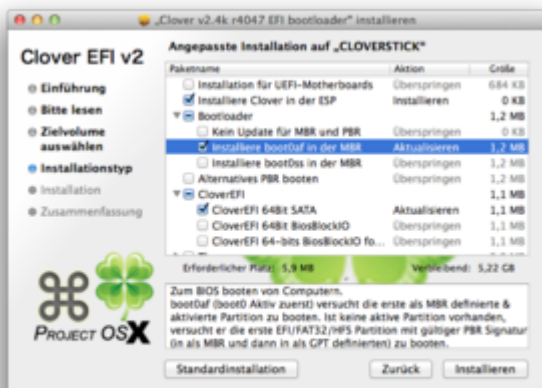 „Clover v2.4k r4047 EFI bootloader“ installieren
Clover EFI v2
Angepasste Installation auf „CLOVERSTICK“
Paketname Aktion Größe
Einführung
Bitte lesen
Zielvolume
auswählen
Installationstyp
Installation
Zusammenfassung
Installation für UEFI-Motherboards Überspringen 684 KB
Installiere Clover in der ESP Installieren 0 KB
Bootloader 1,2 MB
Kein Update für MBR und PBR Überspringen 0 KB
Installiere boot0af in der MBR Aktualisieren 1,2 MB
Installiere boot0ss in der MBR Überspringen 1,2 MB
Alternatives PBR booten Überspringen 1,2 MB
CloverEFI 1,1 MB
CloverEFI 64Bit SATA Aktualisieren 1,1 MB
CloverEFI 64Bit BiosBlockIO Überspringen 1,1 MB
CloverEFI 64-bits BiosBlockIO fo... Überspringen 1,1 MB
Erforderlicher Platz: 5,9 MB Verbleibend: 5,22 GB
Zum BIOS booten von Computern.
boot0af (boot0 Aktiv zuerst) versucht die erste als MBR definierte &
aktivierte Partition zu booten. Ist keine aktive Partition vorhanden,
versucht er die erste EFI/FAT32/HFS Partition mit gültiger PBR Signatur
(in als MBR und dann in als GPT definierten) zu booten.
PROJECT OSX
Standardinstallation Zurück Installieren